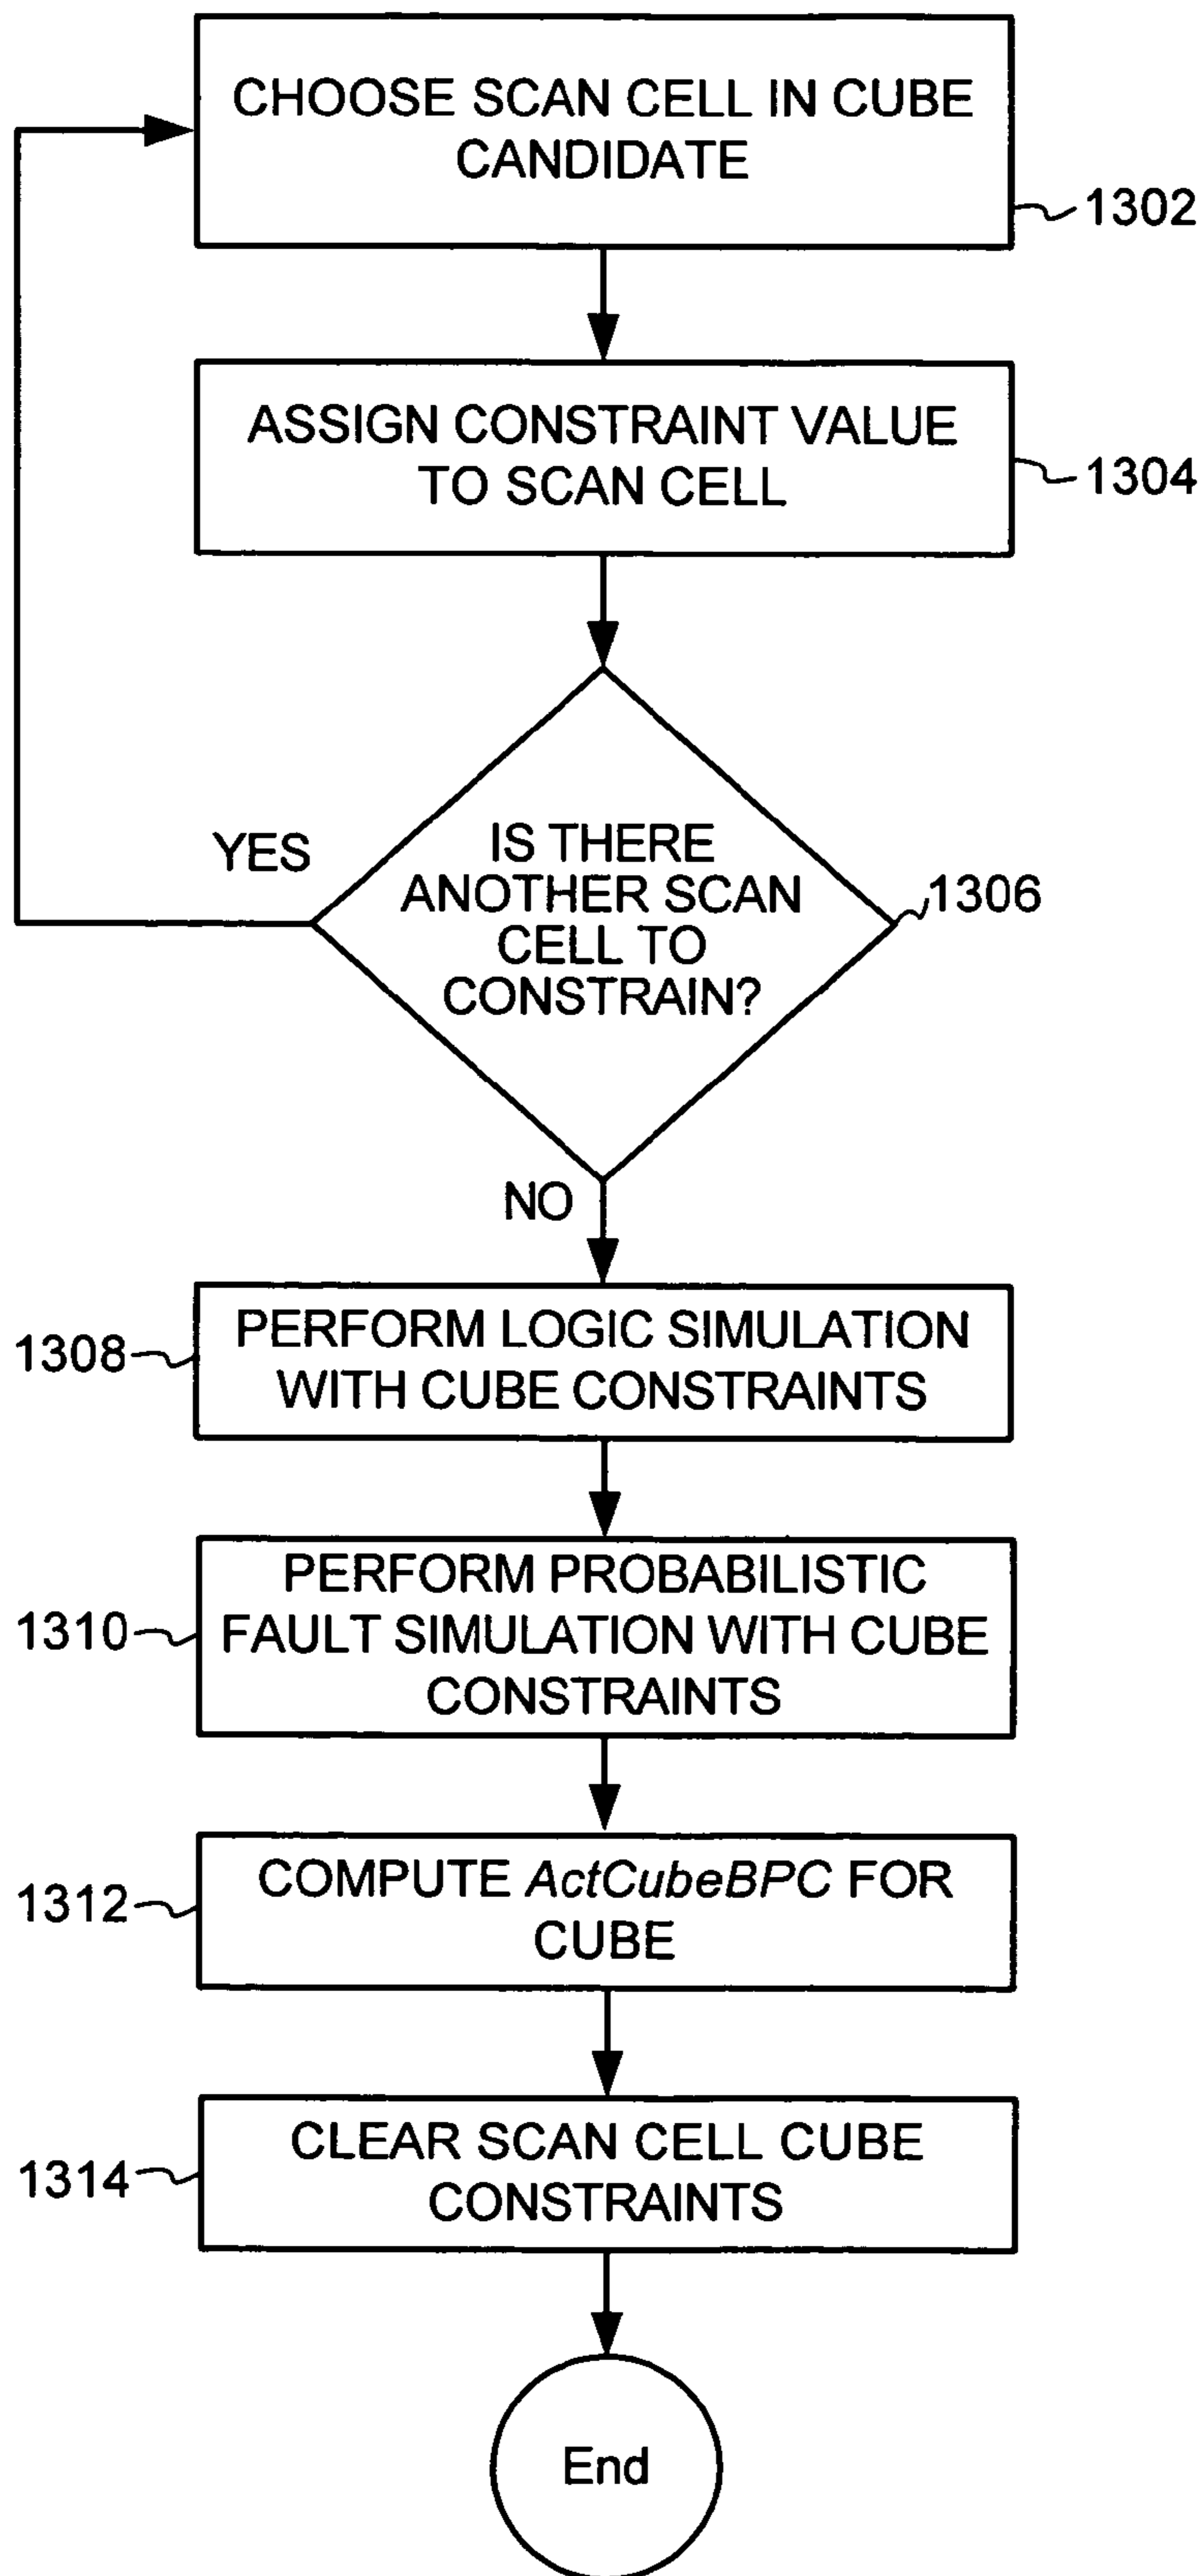 CHOOSE SCAN CELL IN CUBE
CANDIDATE
1302
ASSIGN CONSTRAINT VALUE
TO SCAN CELL
1304
YES
IS THERE
ANOTHER SCAN
CELL TO
CONSTRAIN?
1306
NO
1308
PERFORM LOGIC SIMULATION
WITH CUBE CONSTRAINTS
1310
PERFORM PROBABILISTIC
FAULT SIMULATION WITH CUBE
CONSTRAINTS
1312
COMPUTE ActCubeBPC FOR
CUBE
1314
CLEAR SCAN CELL CUBE
CONSTRAINTS
End